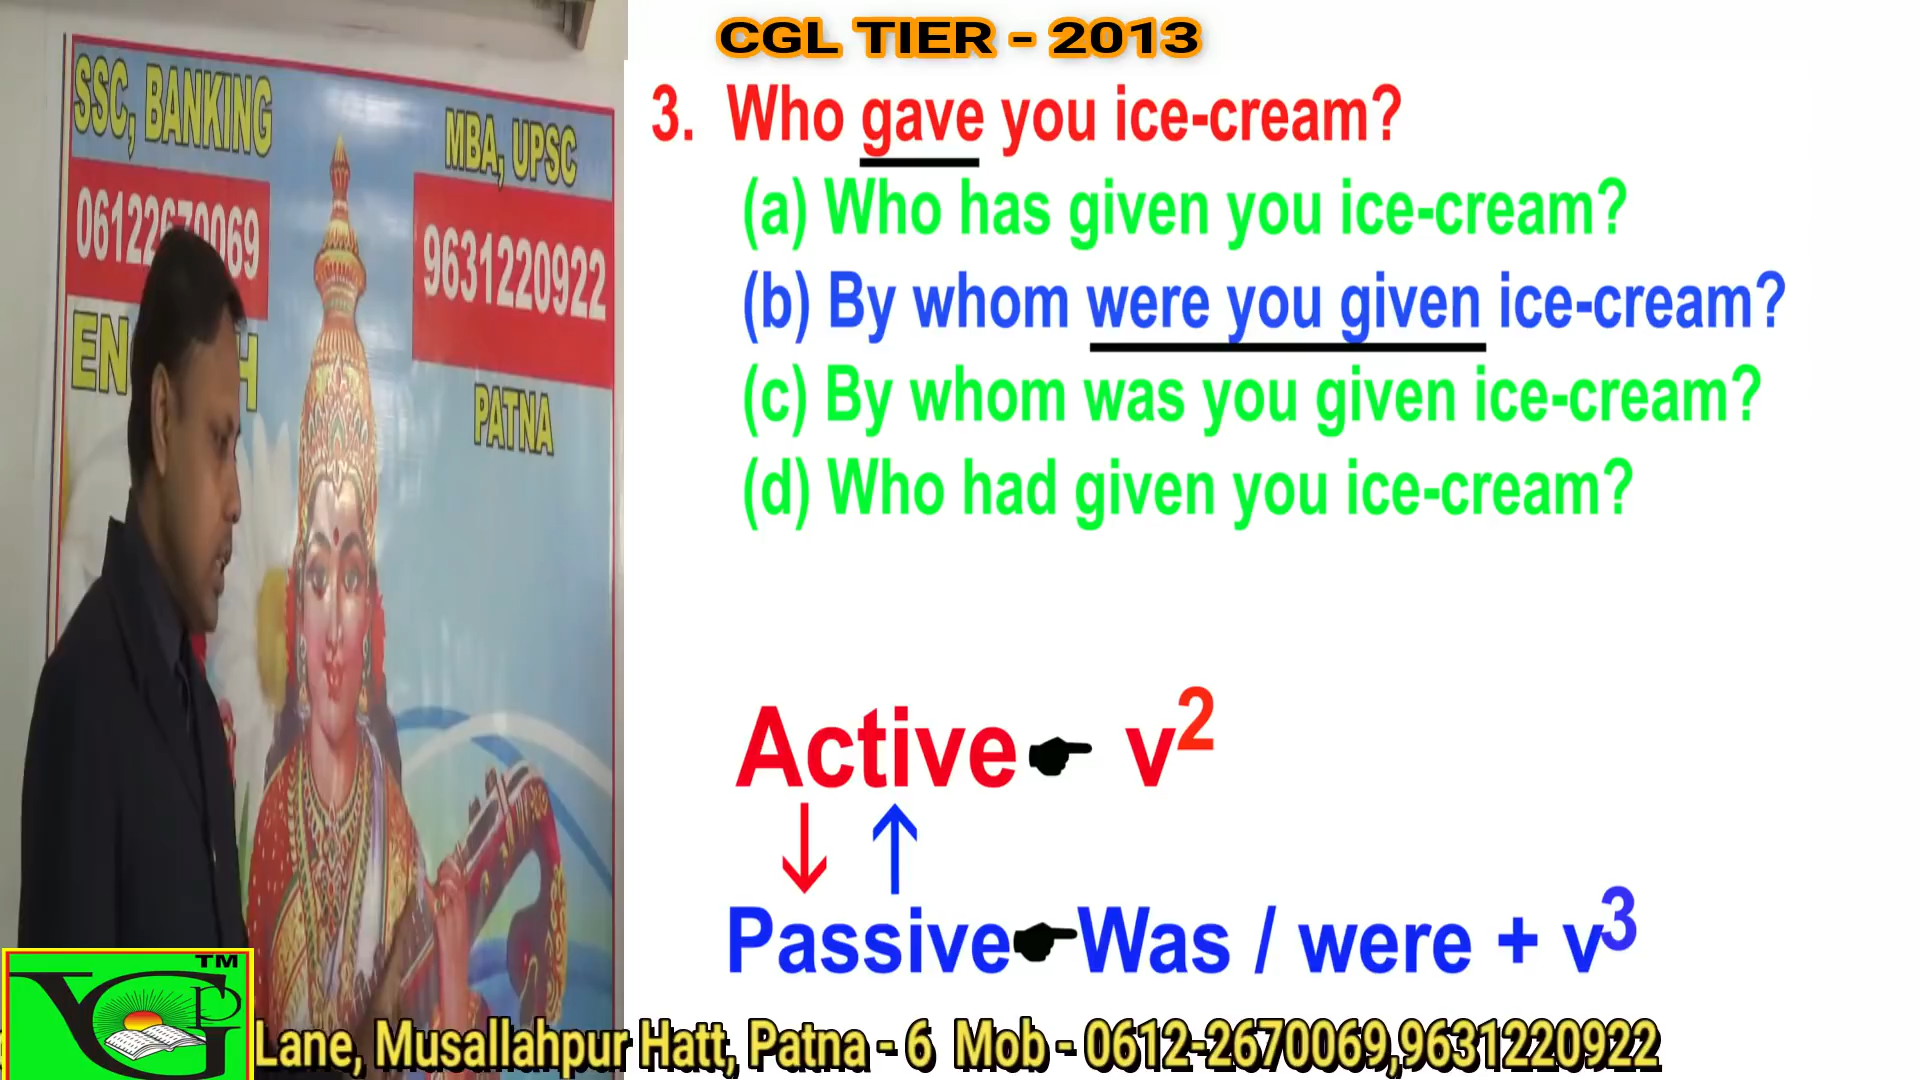 CGL TIER - 2013
3. Who gave you ice-cream?
(a) Who has given you ice-cream?
(b) By whom were you given ice-cream?
(c) By whom was you given ice-cream?
(d) Who had given you ice-cream?
Active v2
Passive Was / were + v3
SSC, BANKING
MBA, UPSC
9631220922
PATNA
TM
Lane, Musallahpur Hatt, Patna - 6 Mob - 0612-2670069,9631220922